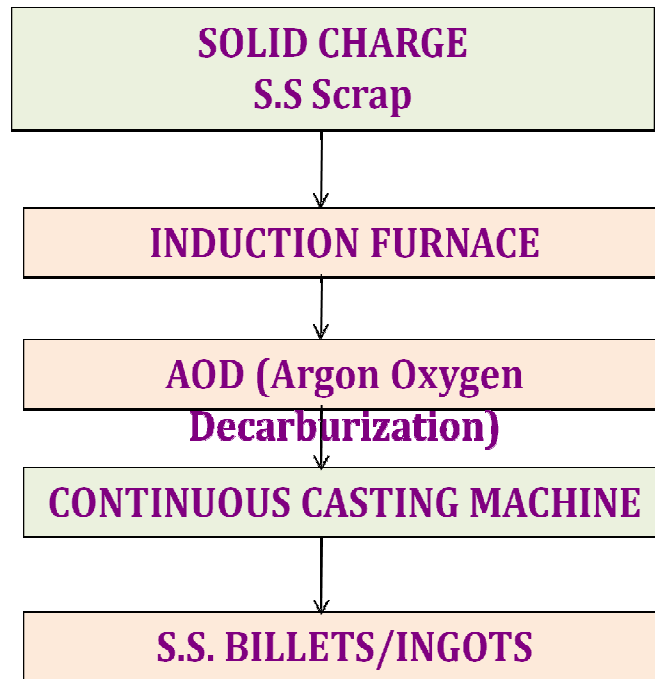 SOLID CHARGE
S.S Scrap
INDUCTION FURNACE
AOD (Argon Oxygen
Decarburization)
CONTINUOUS CASTING MACHINE
S.S. BILLETS/INGOTS